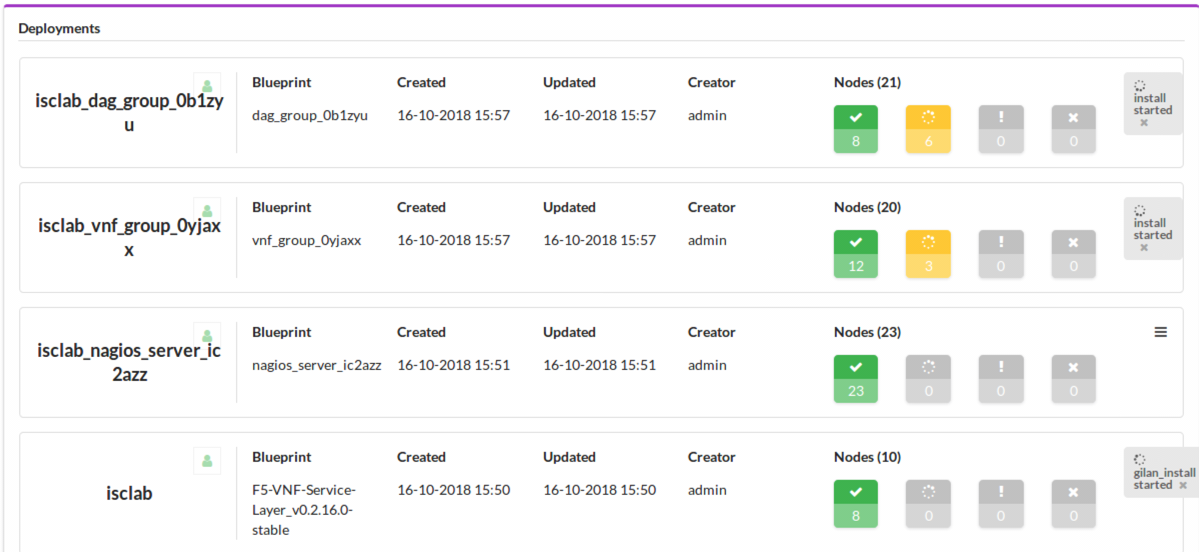 Deployments
isclab_dag_group_0b1zy
u
Blueprint Created Updated Creator Nodes (21)
dag_group_0b1zyu 16-10-2018 15:57 16-10-2018 15:57 admin
8 6 0 0
install
started
isclab_vnf_group_0yjax
x
Blueprint Created Updated Creator Nodes (20)
vnf_group_0yjaxx 16-10-2018 15:57 16-10-2018 15:57 admin
12 3 0 0
install
started
isclab_nagios_server_ic
2azz
Blueprint Created Updated Creator Nodes (23)
nagios_server_ic2azz 16-10-2018 15:51 16-10-2018 15:51 admin
23 0 0 0
isclab
Blueprint Created Updated Creator Nodes (10)
F5-VNF-Service-
Layer_v0.2.16.0-
stable
16-10-2018 15:50 16-10-2018 15:50 admin
8 0 0 0
gilan_install
started